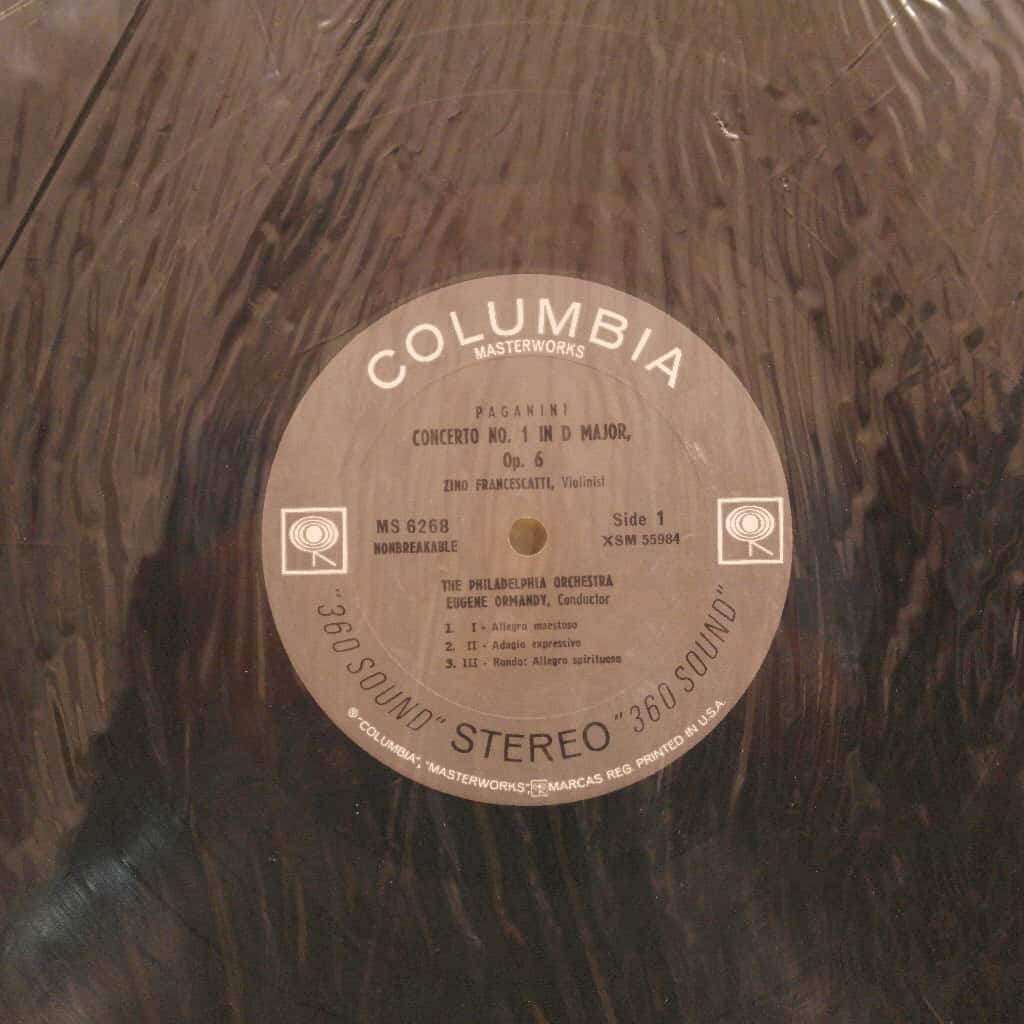 COLUMBIA
MASTERWORKS
PAGANINI
CONCERTO NO. 1 IN D MAJOR,
Op. 6
ZINO FRANCESCATTI, Violinist
MS 6268
NONBREAKABLE
Side 1
XSM 55984
THE PHILADELPHIA ORCHESTRA
EUGENE ORMANDY, Conductor
1. I - Allegro maestoso
2. II - Adagio expressivo
3. III - Rondo: Allegro spirituoso
"360 SOUND" STEREO "360 SOUND"
® "COLUMBIA", "MASTERWORKS", MARCAS REG. PRINTED IN U.S.A.